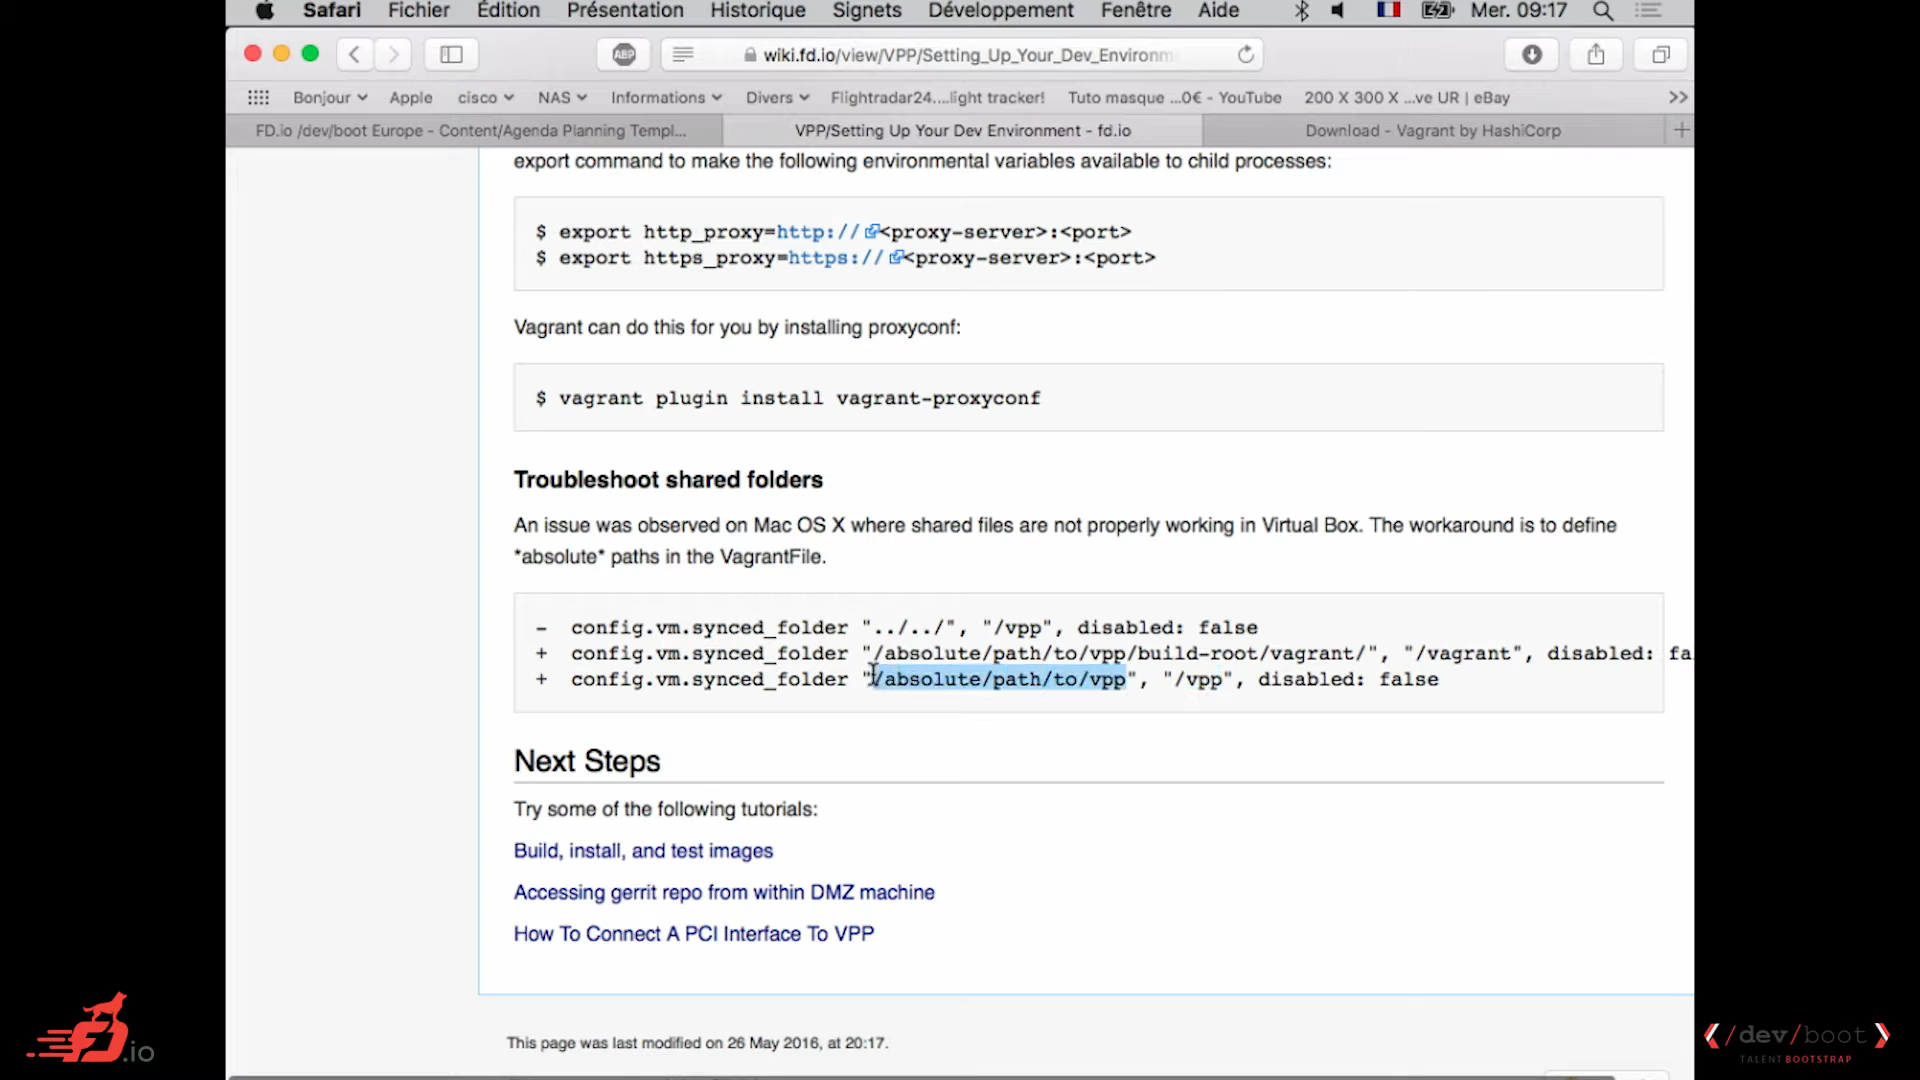 Safari Fichier Édition Présentation Historique Signets Développement Fenêtre Aide Mer. 09:17
ABP wiki.fd.io/view/VPP/Setting_Up_Your_Dev_Environm
Bonjour Apple cisco NAS Informations Divers Flightradar24....light tracker! Tuto masque ...0€ - YouTube 200 X 300 X ...ve UR | eBay >>
FD.io /dev/boot Europe - Content/Agenda Planning Templ... VPP/Setting Up Your Dev Environment - fd.io Download - Vagrant by HashiCorp +
export command to make the following environmental variables available to child processes:
$ export http_proxy=http://<proxy-server>:<port>
$ export https_proxy=https://<proxy-server>:<port>
Vagrant can do this for you by installing proxyconf:
$ vagrant plugin install vagrant-proxyconf
Troubleshoot shared folders
An issue was observed on Mac OS X where shared files are not properly working in Virtual Box. The workaround is to define
*absolute* paths in the VagrantFile.
- config.vm.synced_folder "../../", "/vpp", disabled: false
+ config.vm.synced_folder "/absolute/path/to/vpp/build-root/vagrant/", "/vagrant", disabled: fa
+ config.vm.synced_folder "/absolute/path/to/vpp", "/vpp", disabled: false
Next Steps
Try some of the following tutorials:
Build, install, and test images
Accessing gerrit repo from within DMZ machine
How To Connect A PCI Interface To VPP
This page was last modified on 26 May 2016, at 20:17.
FD.io
/dev/boot
TALENT BOOTSTRAP